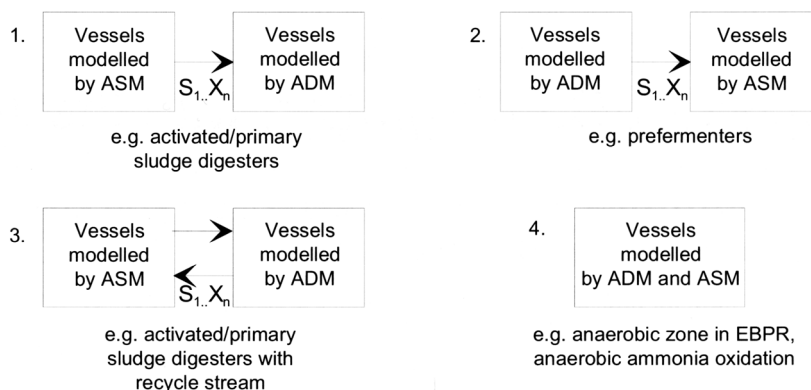 1.
Vessels
modelled
by ASM
S1..Xn
Vessels
modelled
by ADM
e.g. activated/primary
sludge digesters
2.
Vessels
modelled
by ADM
S1..Xn
Vessels
modelled
by ASM
e.g. prefermenters
3.
Vessels
modelled
by ASM
S1..Xn
Vessels
modelled
by ADM
e.g. activated/primary
sludge digesters with
recycle stream
4.
Vessels
modelled
by ADM and ASM
e.g. anaerobic zone in EBPR,
anaerobic ammonia oxidation